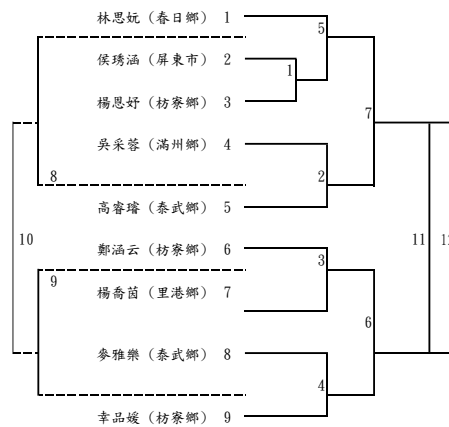 林思妧（春日鄉） 1
5
侯琇涵（屏東市） 2
1
楊恩妤（枋寮鄉） 3
7
吳采蓉（滿州鄉） 4
8
2
高睿璿（泰武鄉） 5
10
鄭涵云（枋寮鄉） 6
11
3
9
楊喬茵（里港鄉） 7
6
麥雅樂（泰武鄉） 8
4
幸品媛（枋寮鄉） 9